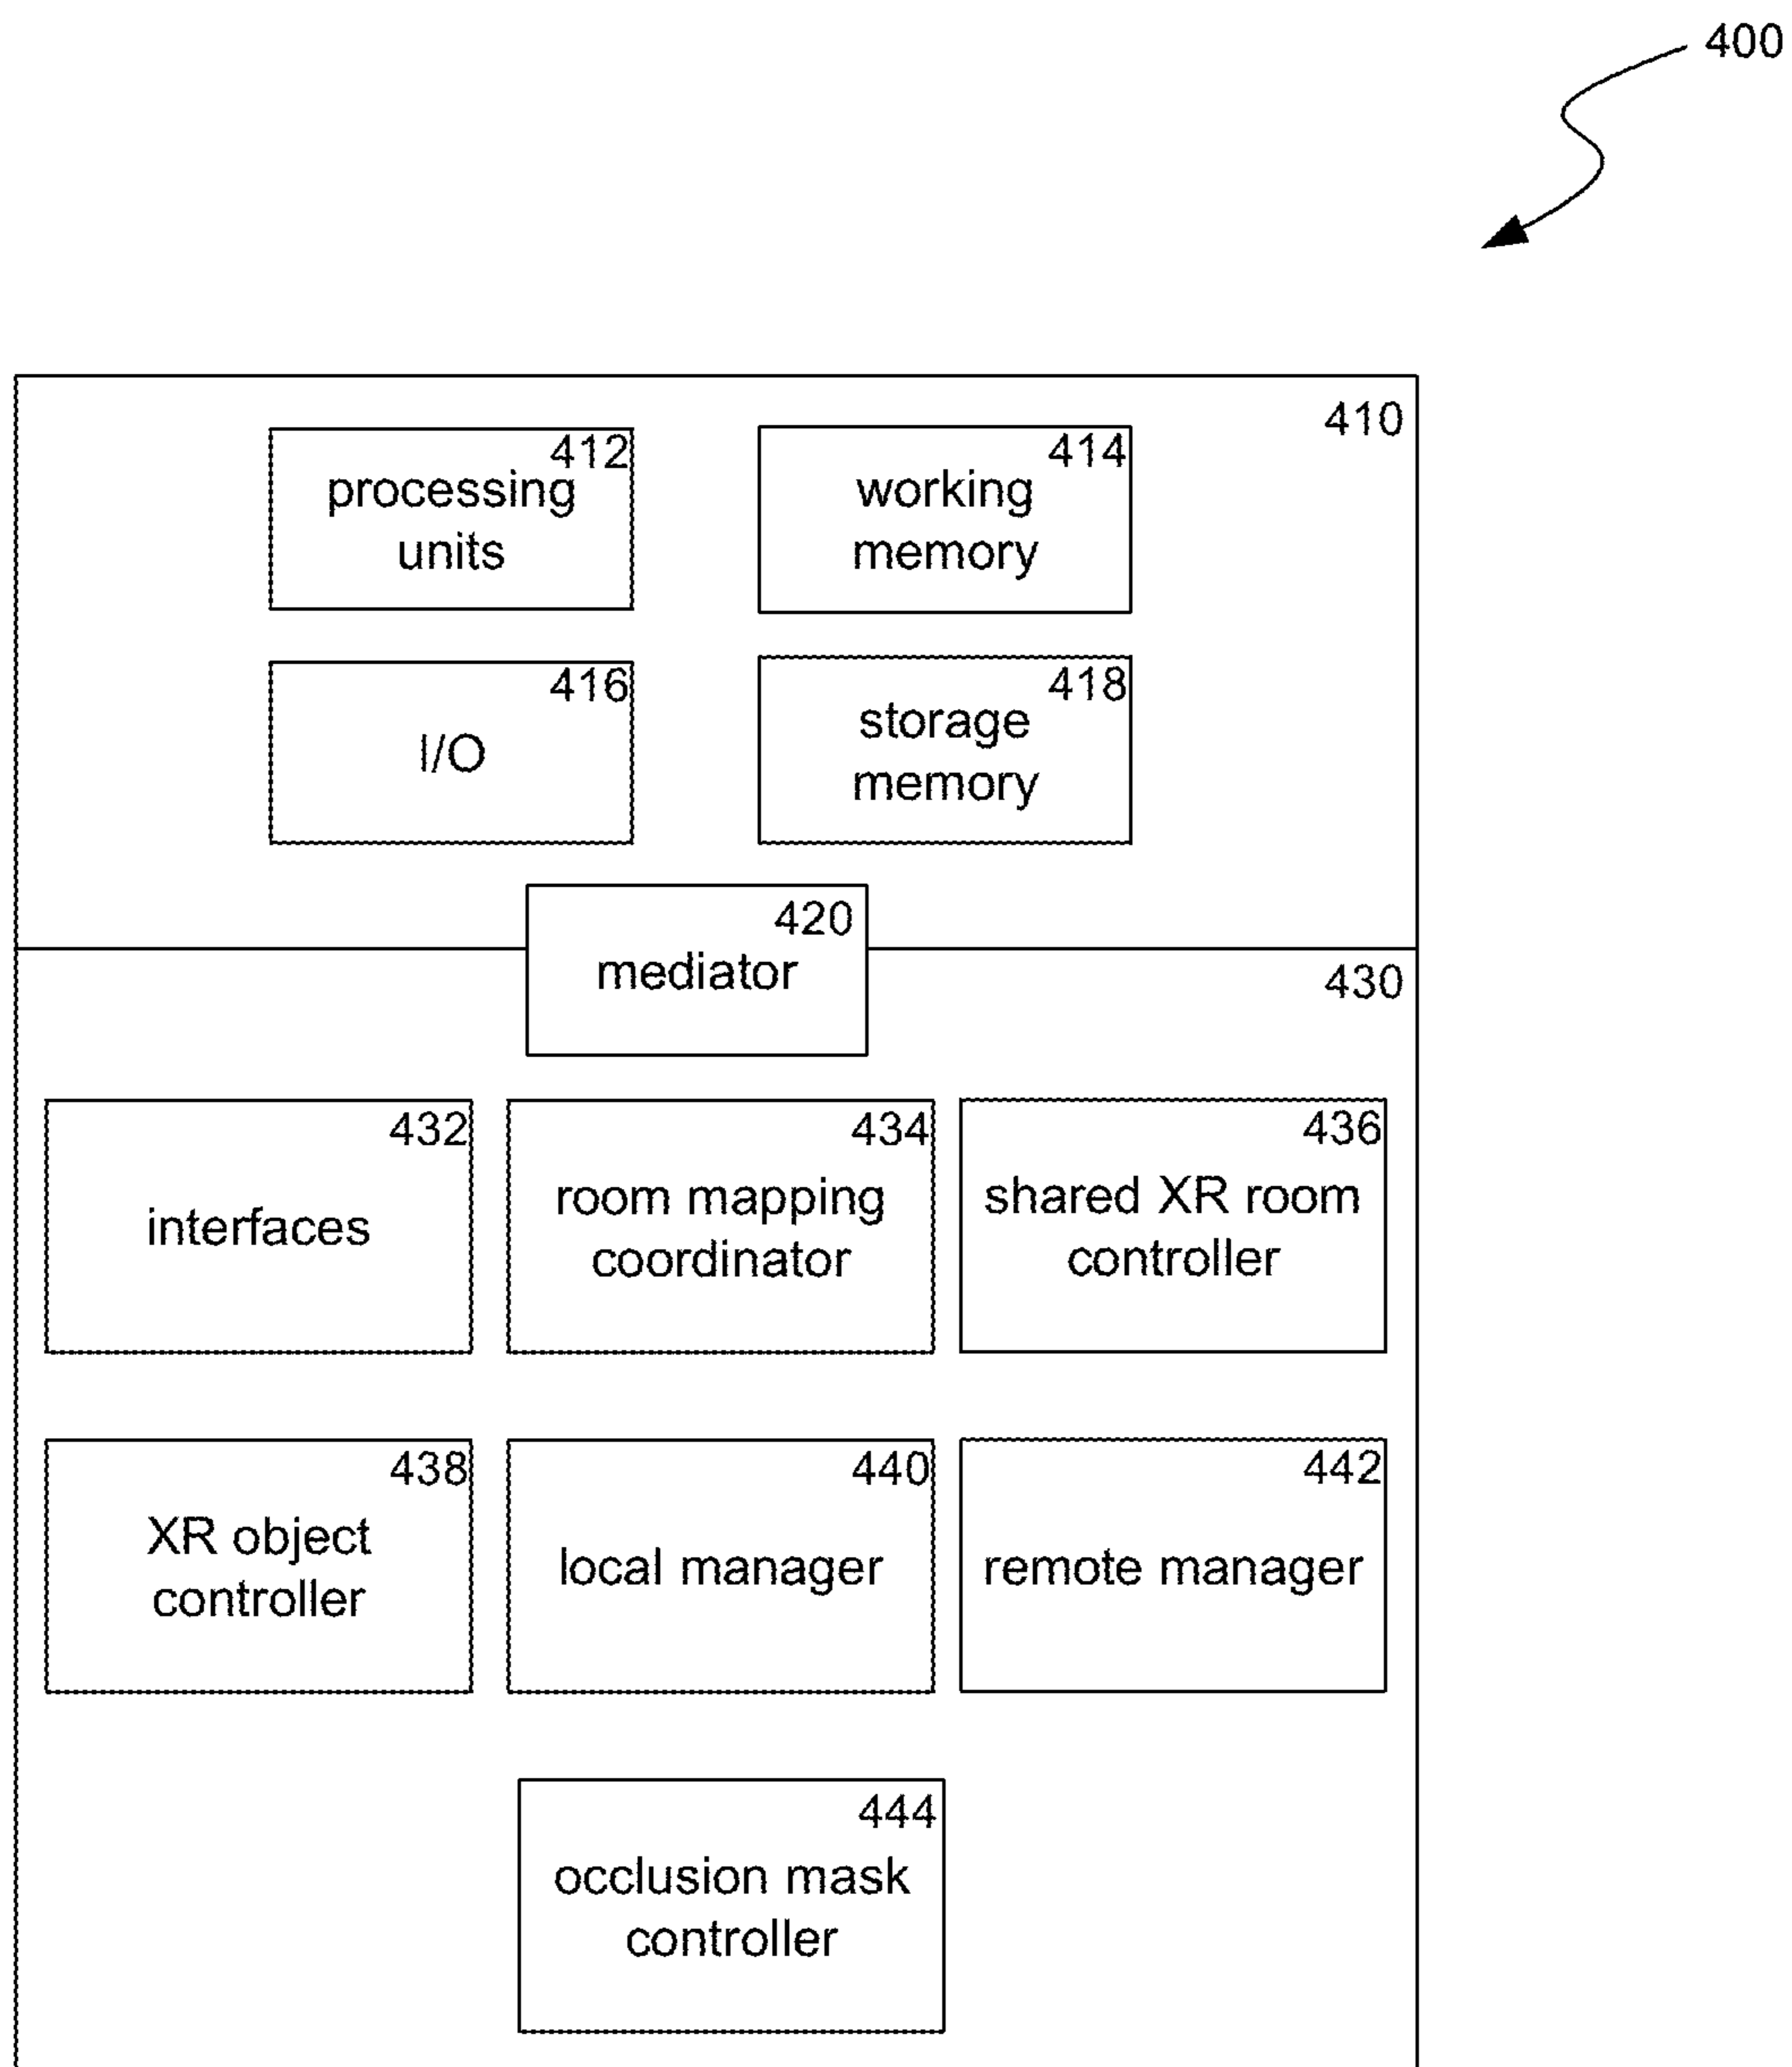 400
410
412
processing
units
414
working
memory
416
I/O
418
storage
memory
420
mediator
430
432
interfaces
434
room mapping
coordinator
436
shared XR room
controller
438
XR object
controller
440
local manager
442
remote manager
444
occlusion mask
controller